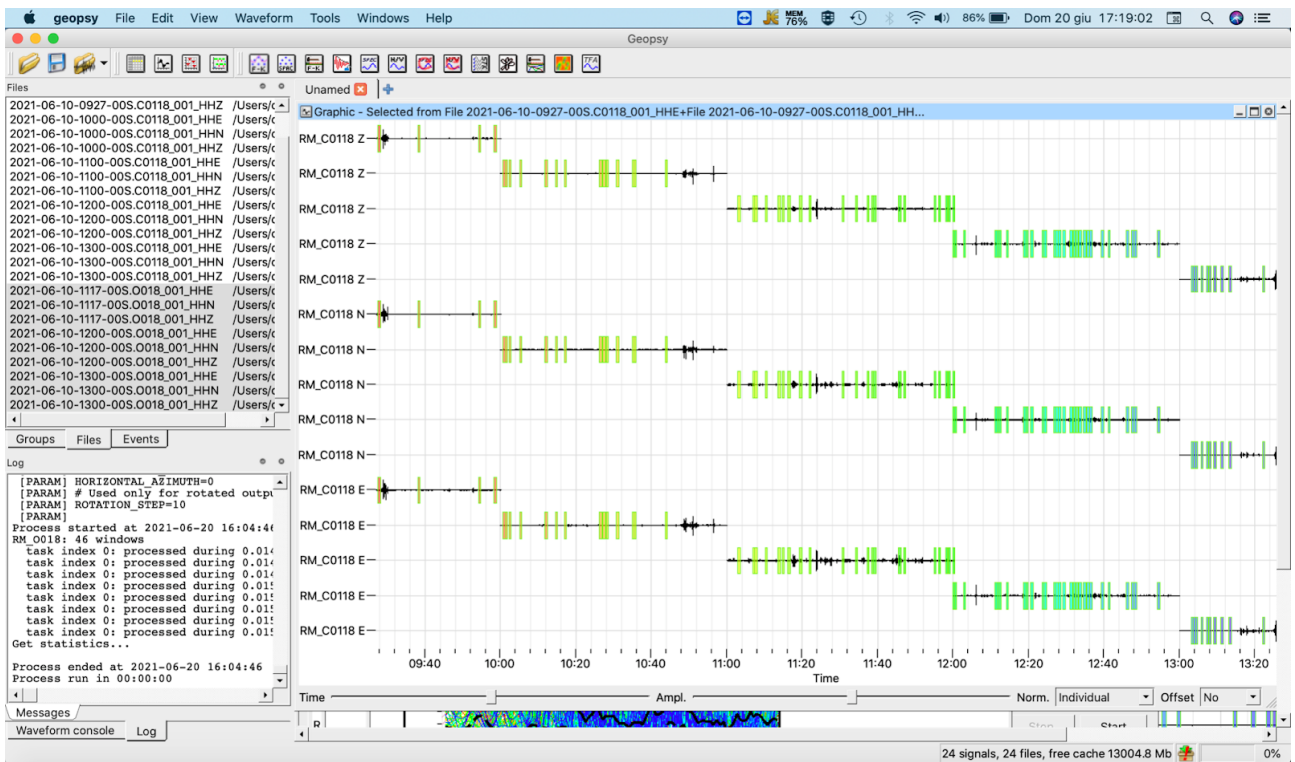 geopsy File Edit View Waveform Tools Windows Help MEM 76% 86% Dom 20 giu 17:19:02
Geopsy
F-K SPAC F-K SPEC H/V H/V TFA
Files
2021-06-10-0927-00S.C0118_001_HHZ /Users/c
2021-06-10-1000-00S.C0118_001_HHE /Users/c
2021-06-10-1000-00S.C0118_001_HHN /Users/c
2021-06-10-1000-00S.C0118_001_HHZ /Users/c
2021-06-10-1100-00S.C0118_001_HHE /Users/c
2021-06-10-1100-00S.C0118_001_HHN /Users/c
2021-06-10-1100-00S.C0118_001_HHZ /Users/c
2021-06-10-1200-00S.C0118_001_HHE /Users/c
2021-06-10-1200-00S.C0118_001_HHN /Users/c
2021-06-10-1200-00S.C0118_001_HHZ /Users/c
2021-06-10-1300-00S.C0118_001_HHE /Users/c
2021-06-10-1300-00S.C0118_001_HHN /Users/c
2021-06-10-1300-00S.C0118_001_HHZ /Users/c
2021-06-10-1117-00S.O018_001_HHE /Users/c
2021-06-10-1117-00S.O018_001_HHN /Users/c
2021-06-10-1117-00S.O018_001_HHZ /Users/c
2021-06-10-1200-00S.O018_001_HHE /Users/c
2021-06-10-1200-00S.O018_001_HHN /Users/c
2021-06-10-1200-00S.O018_001_HHZ /Users/c
2021-06-10-1300-00S.O018_001_HHE /Users/c
2021-06-10-1300-00S.O018_001_HHN /Users/c
2021-06-10-1300-00S.O018_001_HHZ /Users/c
Groups Files Events
Log
[PARAM] HORIZONTAL_AZIMUTH=0
[PARAM] # Used only for rotated outpu
[PARAM] ROTATION_STEP=10
[PARAM]
Process started at 2021-06-20 16:04:46
RM_O018: 46 windows
task index 0: processed during 0.014
task index 0: processed during 0.014
task index 0: processed during 0.014
task index 0: processed during 0.015
task index 0: processed during 0.015
task index 0: processed during 0.015
task index 0: processed during 0.015
task index 0: processed during 0.015
Get statistics...
Process ended at 2021-06-20 16:04:46
Process run in 00:00:00
Messages
Waveform console Log
Unnamed
Graphic - Selected from File 2021-06-10-0927-00S.C0118_001_HHE+File 2021-06-10-0927-00S.C0118_001_HH...
RM_C0118 Z
RM_C0118 Z
RM_C0118 Z
RM_C0118 Z
RM_C0118 Z
RM_C0118 N
RM_C0118 N
RM_C0118 N
RM_C0118 N
RM_C0118 N
RM_C0118 E
RM_C0118 E
RM_C0118 E
RM_C0118 E
RM_C0118 E
09:40 10:00 10:20 10:40 11:00 11:20 11:40 12:00 12:20 12:40 13:00 13:20
Time
Time Ampl. Norm. Individual Offset No
Stop Start
24 signals, 24 files, free cache 13004.8 Mb 0%